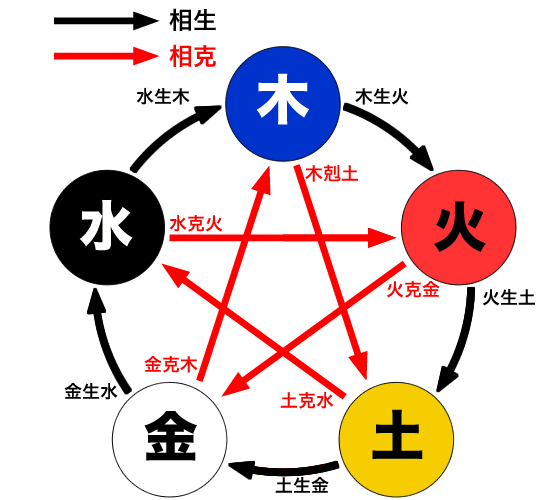 相生
相克
木
水生木
木生火
木剋土
水
水克火
火
火克金
火生土
金克木
金生水
土克水
金
土
土生金